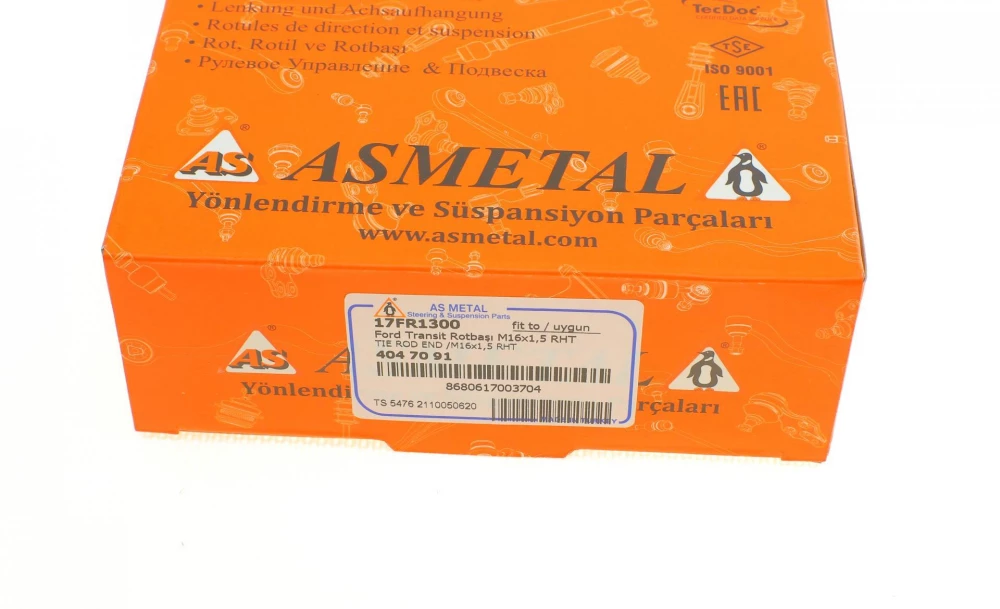 • Lenkung und Achsaufhangung
• Rotules de direction et suspension
• Rot, Rotil ve Rotbaşı
• Рулевое Управление & Подвеска
TecDoc
TSE
ISO 9001
EAC
AS ® ASMETAL ®
Yönlendirme ve Süspansiyon Parçaları
www.asmetal.com
AS METAL
Steering & Suspension Parts
17FR1300 fit to / uygun
Ford Transit Rotbaşı M16x1,5 RHT
TIE ROD END /M16x1,5 RHT
404 70 91
8680617003704
TS 5476 2110050620
AS
Yönlendi
rçaları